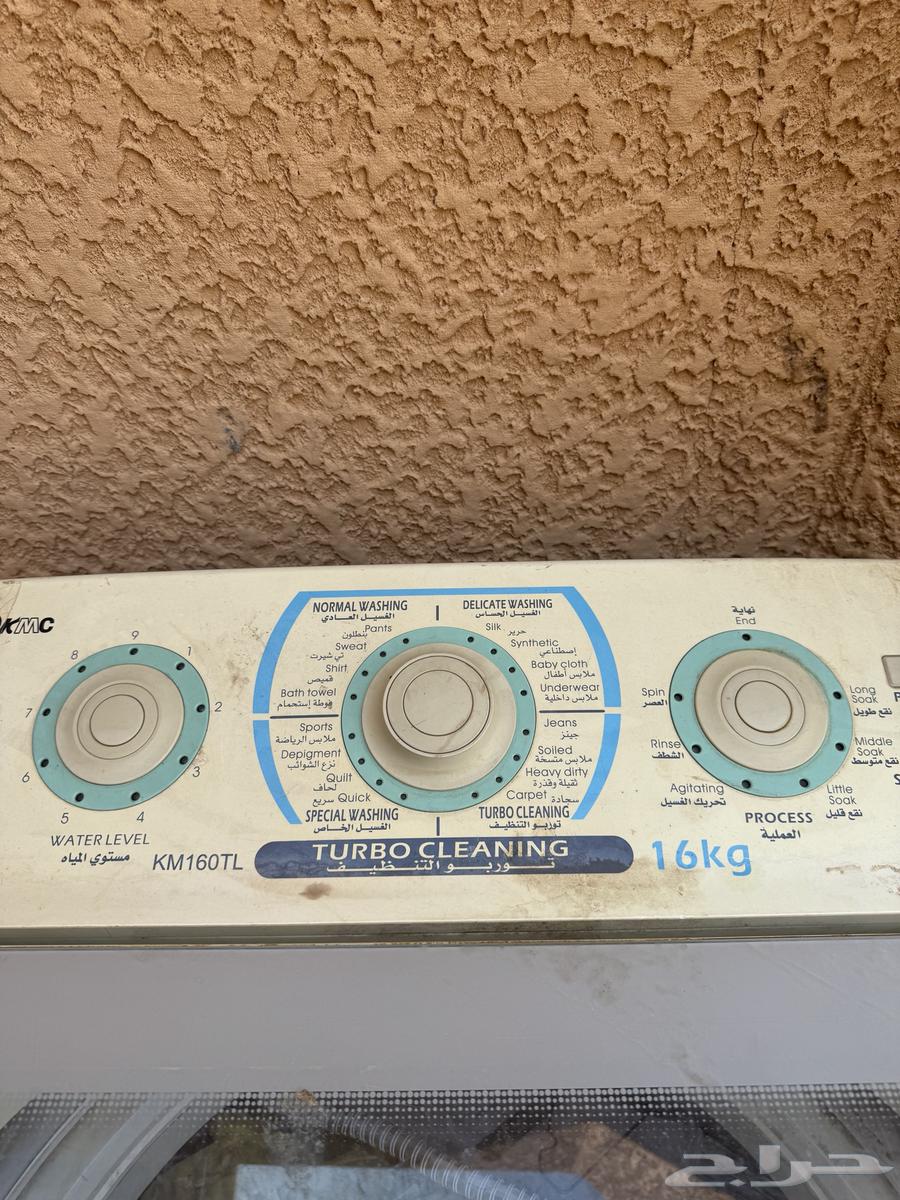 KMC
9
8
1
7
2
6
3
5
4
WATER LEVEL
مستوي المياه
KM160TL
NORMAL WASHING
الغسيل العادي
Pants
بنطلون
Sweat
تي شيرت
Shirt
قميص
Bath towel
فوطة إستحمام
DELICATE WASHING
الغسيل الحساس
Silk حرير
Synthetic
إصطناعي
Baby cloth
ملابس أطفال
Underwear
ملابس داخلية
Sports
ملابس الرياضة
Depigment
نزع الشوائب
Quilt
لحاف
Quick سريع
SPECIAL WASHING
الغسيل الخاص
Jeans
جينز
Soiled
ملابس متسخة
Heavy dirty
ثقيلة وقذرة
Carpet سجادة
TURBO CLEANING
توربو التنظيف
TURBO CLEANING
توربو التنظيف
16kg
نهاية
End
Spin
العصر
Rinse
الشطف
Agitating
تحريك الغسيل
Long
Soak
نقع طويل
Middle
Soak
نقع متوسط
Little
Soak
نقع قليل
PROCESS
العملية
حراج